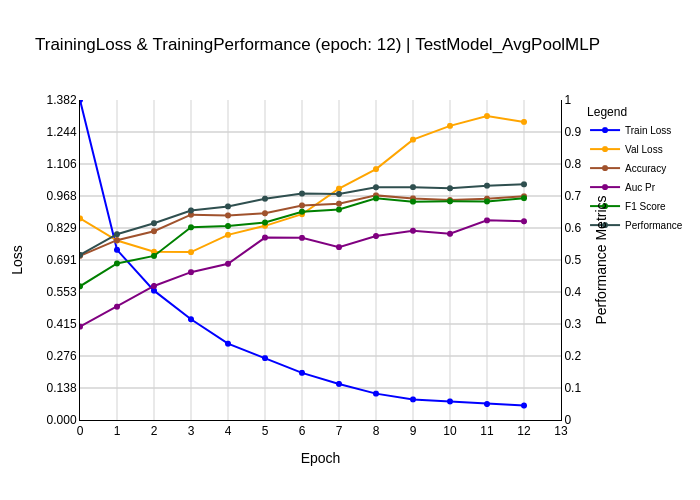 TrainingLoss & TrainingPerformance (epoch: 12) | TestModel_AvgPoolMLP
1.382
1.244
1.106
0.968
0.829
0.691
0.553
0.415
0.276
0.138
0.000
Loss
0 1 2 3 4 5 6 7 8 9 10 11 12 13
Epoch
1
0.9
0.8
0.7
0.6
0.5
0.4
0.3
0.2
0.1
0
Performance Metrics
Legend
Train Loss
Val Loss
Accuracy
Auc Pr
F1 Score
Performance